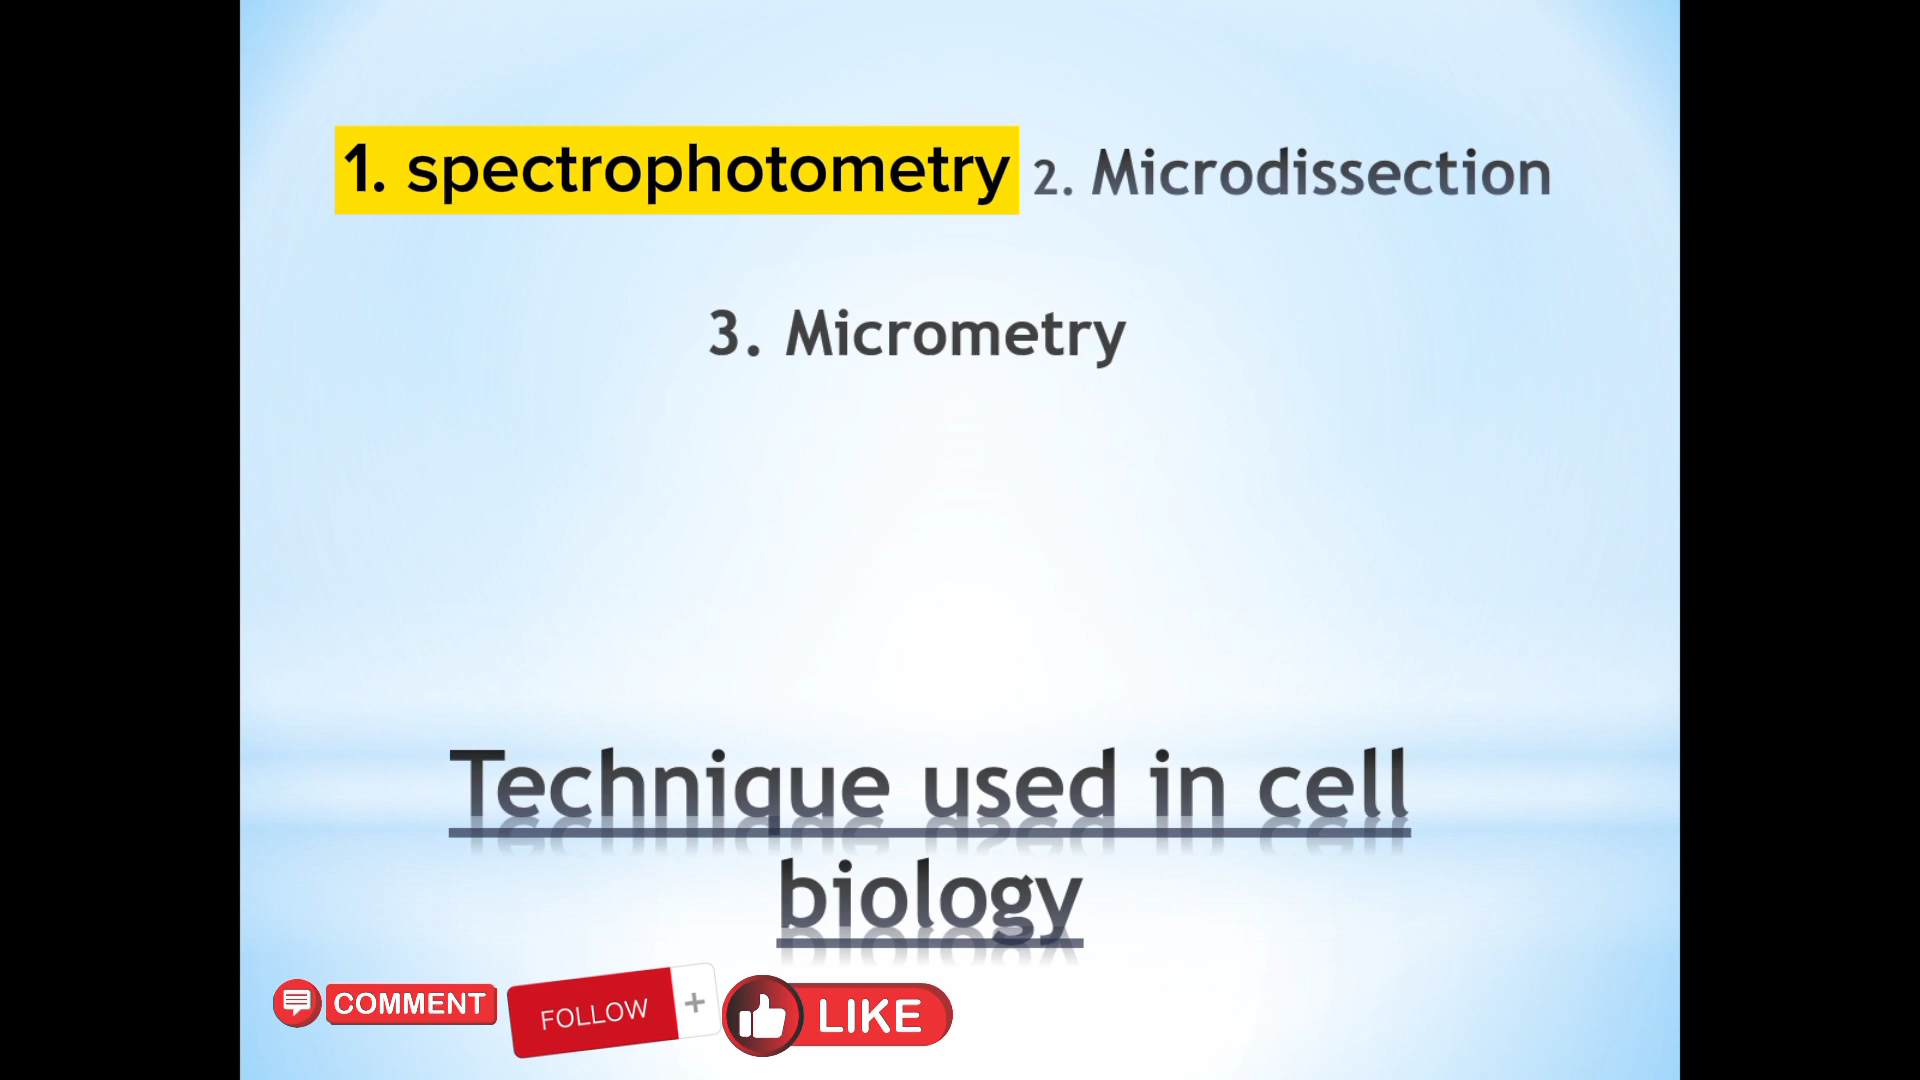 1. spectrophotometry 2. Microdissection
3. Micrometry
Technique used in cell
biology
COMMENT FOLLOW + LIKE